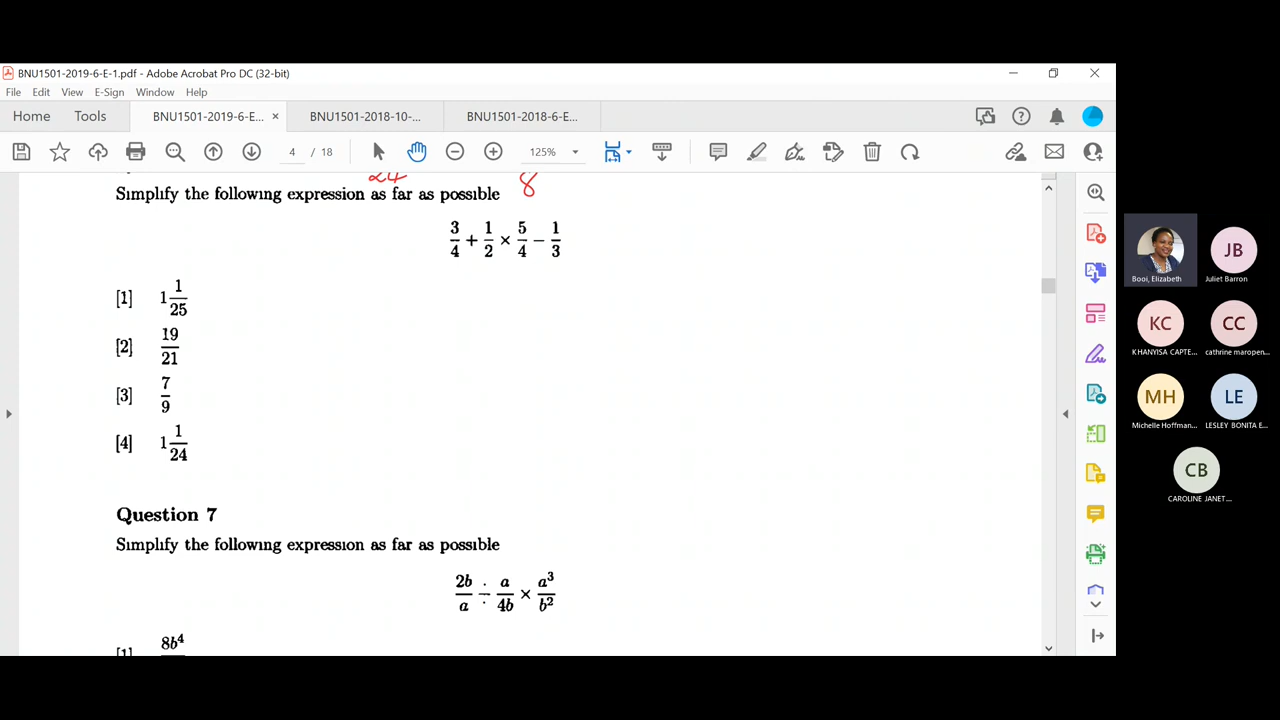 BNU1501-2019-6-E-1.pdf - Adobe Acrobat Pro DC (32-bit)
File Edit View E-Sign Window Help
Home Tools BNU1501-2019-6-E... × BNU1501-2018-10-... BNU1501-2018-6-E...
4 / 18 125%
24 8
Simplify the following expression as far as possible
3/4 + 1/2 × 5/4 − 1/3
[1] 1 1/25
[2] 19/21
[3] 7/9
[4] 1 1/24
Question 7
Simplify the following expression as far as possible
2b/a ÷ a/4b × a³/b²
[1] 8b⁴
Booi, Elizabeth
JB
Juliet Barron
KC
KHANYISA CAPTE...
CC
cathrine maropen...
MH
Michelle Hoffman...
LE
LESLEY BONITA E...
CB
CAROLINE JANET...